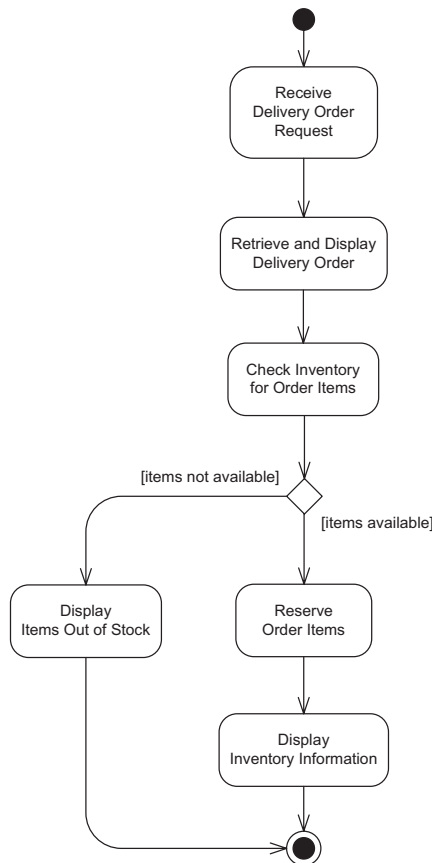 Receive
Delivery Order
Request
Retrieve and Display
Delivery Order
Check Inventory
for Order Items
[items not available]
[items available]
Display
Items Out of Stock
Reserve
Order Items
Display
Inventory Information